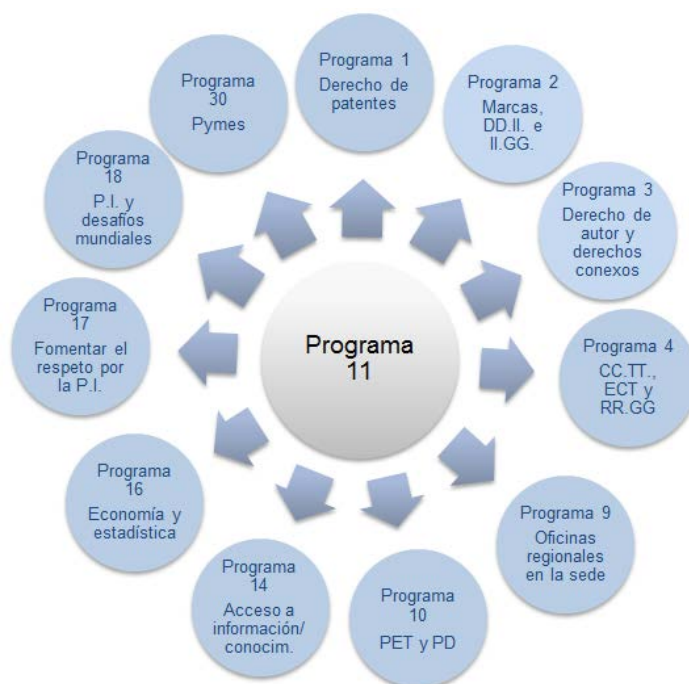 Programa 1
Derecho de
patentes
Programa 2
Marcas,
DD.II. e
II.GG.
Programa 3
Derecho de
autor y
derechos
conexos
Programa 4
CC.TT.,
ECT y
RR.GG
Programa 9
Oficinas
regionales
en la sede
Programa
10
PET y PD
Programa
14
Acceso a
información/
conocim.
Programa
16
Economía y
estadística
Programa
17
Fomentar el
respeto por
la P.I.
Programa
18
P.I. y
desafíos
mundiales
Programa
30
Pymes
Programa
11